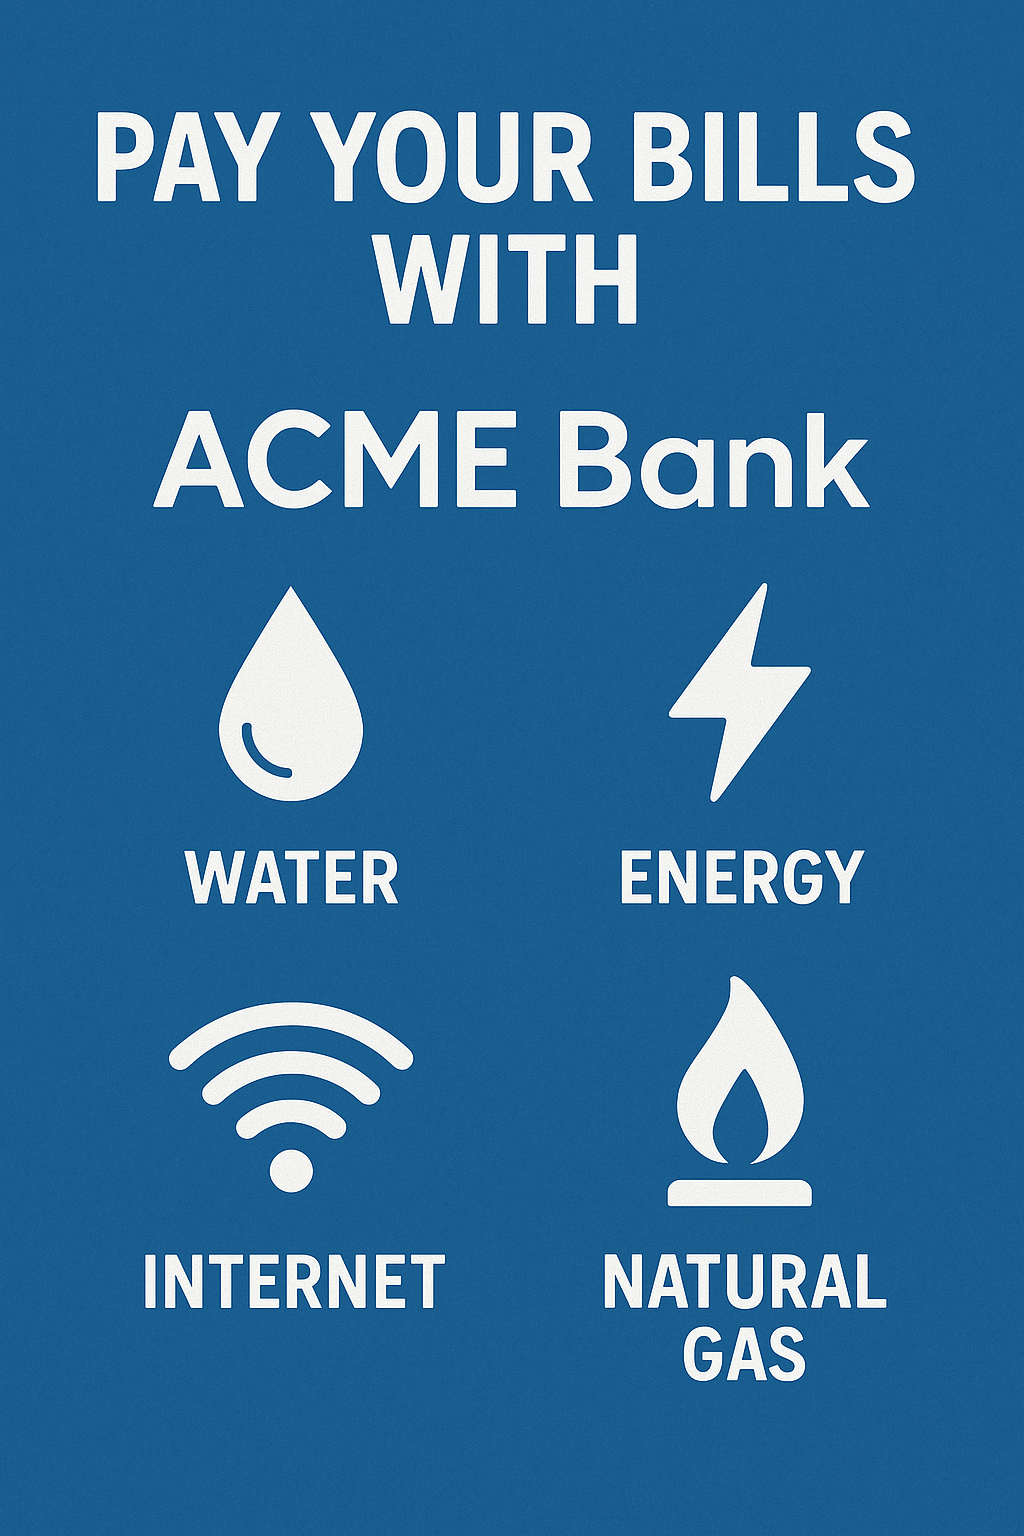 PAY YOUR BILLS
WITH
ACME Bank
WATER
ENERGY
INTERNET
NATURAL
GAS